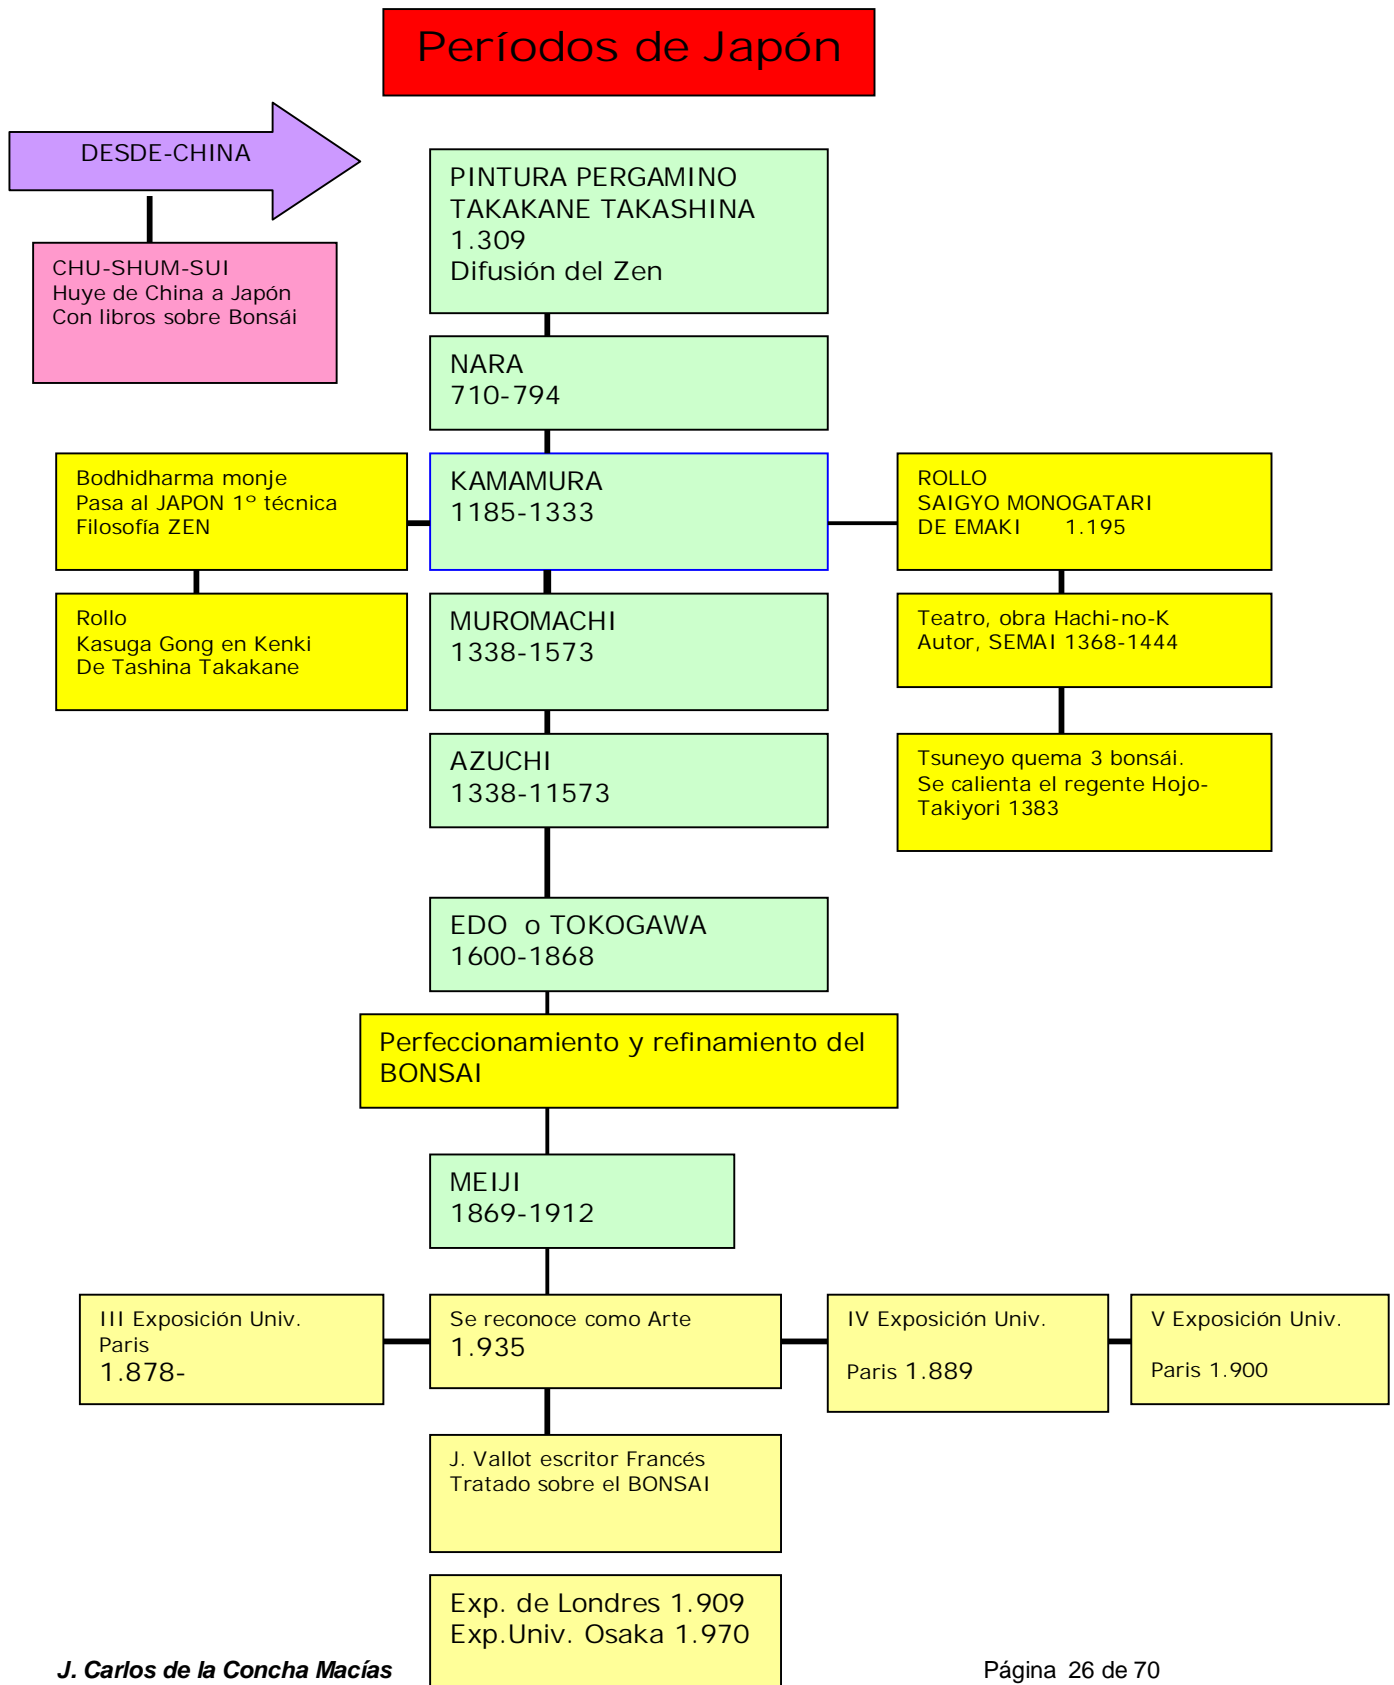 Períodos de Japón
DESDE-CHINA
CHU-SHUM-SUI
Huye de China a Japón
Con libros sobre Bonsái
PINTURA PERGAMINO
TAKAKANE TAKASHINA
1.309
Difusión del Zen
NARA
710-794
Bodhidharma monje
Pasa al JAPON 1º técnica
Filosofía ZEN
KAMAMURA
1185-1333
ROLLO
SAIGYO MONOGATARI
DE EMAKI 1.195
Rollo
Kasuga Gong en Kenki
De Tashina Takakane
MUROMACHI
1338-1573
Teatro, obra Hachi-no-K
Autor, SEMAI 1368-1444
AZUCHI
1338-11573
Tsuneyo quema 3 bonsái.
Se calienta el regente Hojo-
Takiyori 1383
EDO o TOKOGAWA
1600-1868
Perfeccionamiento y refinamiento del
BONSAI
MEIJI
1869-1912
III Exposición Univ.
Paris
1.878-
Se reconoce como Arte
1.935
IV Exposición Univ.
Paris 1.889
V Exposición Univ.
Paris 1.900
J. Vallot escritor Francés
Tratado sobre el BONSAI
Exp. de Londres 1.909
Exp.Univ. Osaka 1.970
J. Carlos de la Concha Macías
Página 26 de 70